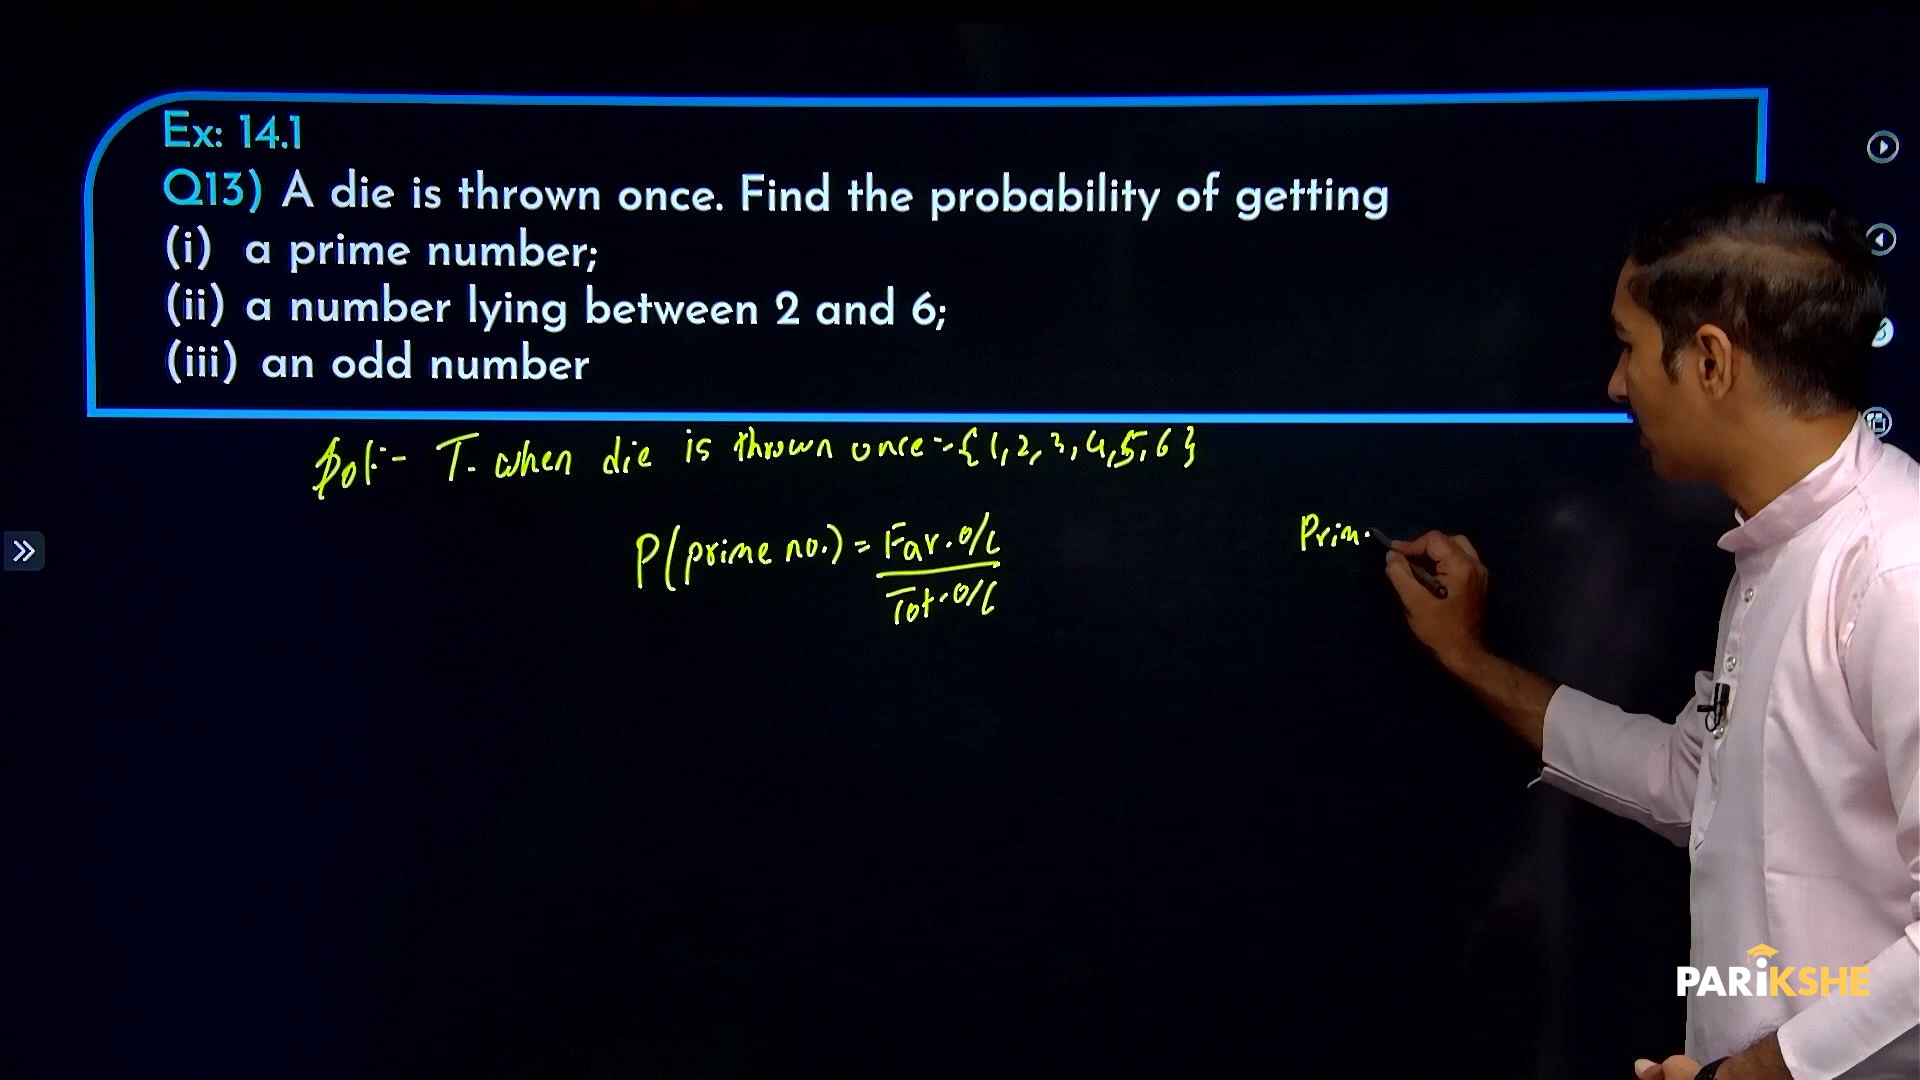 Ex: 14.1
Q13) A die is thrown once. Find the probability of getting
(i) a prime number;
(ii) a number lying between 2 and 6;
(iii) an odd number
Sol:- T. when die is thrown once :- {1, 2, 3, 4, 5, 6}
P(prime no.) = Fav. o/c
Tot. o/c
Prim.
PARiKSHE